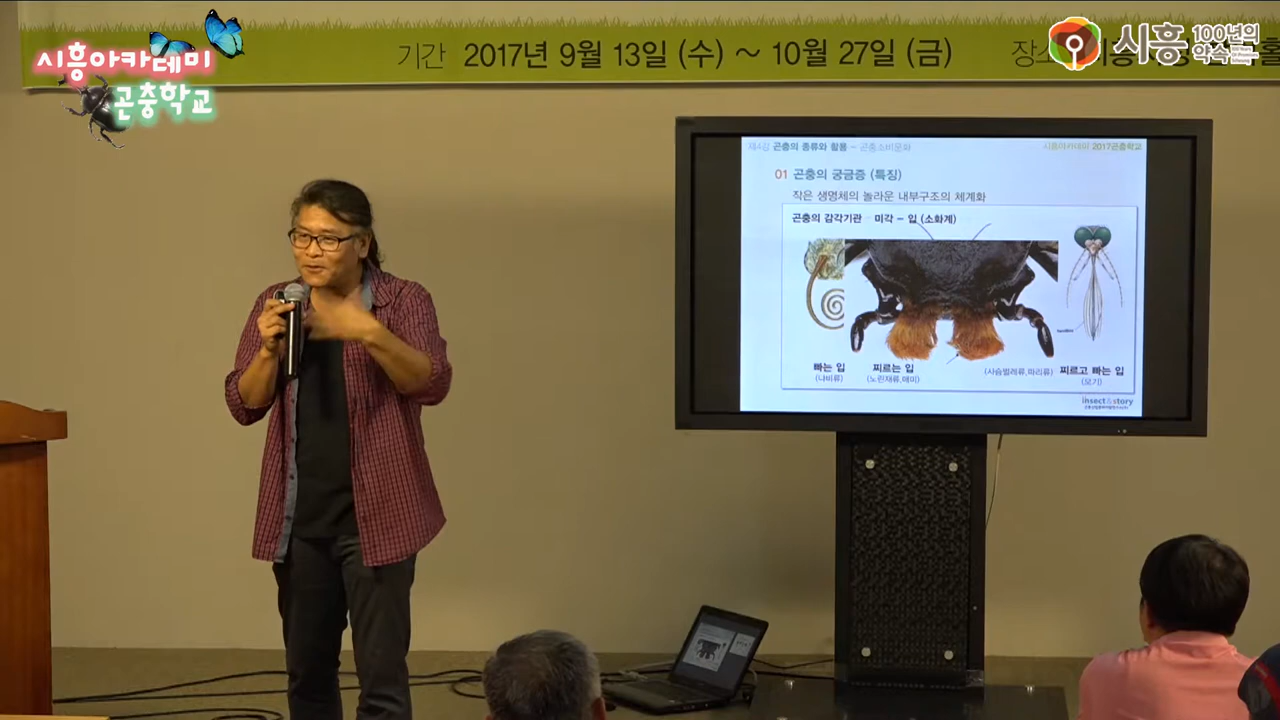 기간 2017년 9월 13일 (수) ~ 10월 27일 (금)
시흥아카데미
곤충학교
시흥
100년의
약속
제4강 곤충의 종류와 활용 - 곤충소비문화
시흥아카데미 2017곤충학교
01 곤충의 궁금증 (특징)
작은 생명체의 놀라운 내부구조의 체계화
곤충의 감각기관 - 미각 - 입 (소화계)
빠는 입
(나비류)
찌르는 입
(노린재류,매미)
(사슴벌레류,파리류)
찌르고 빠는 입
(모기)
insect&story